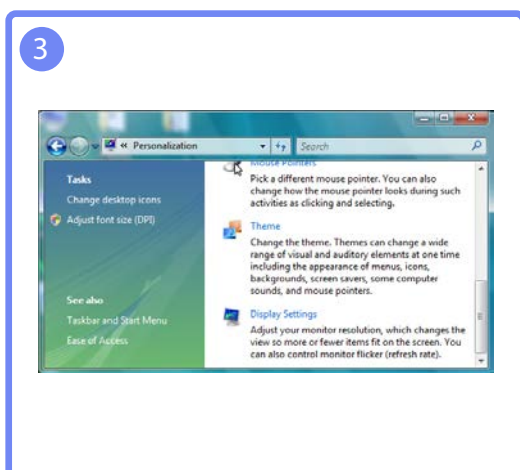 3
« Personalization
Search
Tasks
Change desktop icons
Adjust font size (DPI)
See also
Taskbar and Start Menu
Ease of Access
Mouse Pointers
Pick a different mouse pointer. You can also
change how the mouse pointer looks during such
activities as clicking and selecting.
Theme
Change the theme. Themes can change a wide
range of visual and auditory elements at one time
including the appearance of menus, icons,
backgrounds, screen savers, some computer
sounds, and mouse pointers.
Display Settings
Adjust your monitor resolution, which changes the
view so more or fewer items fit on the screen. You
can also control monitor flicker (refresh rate).